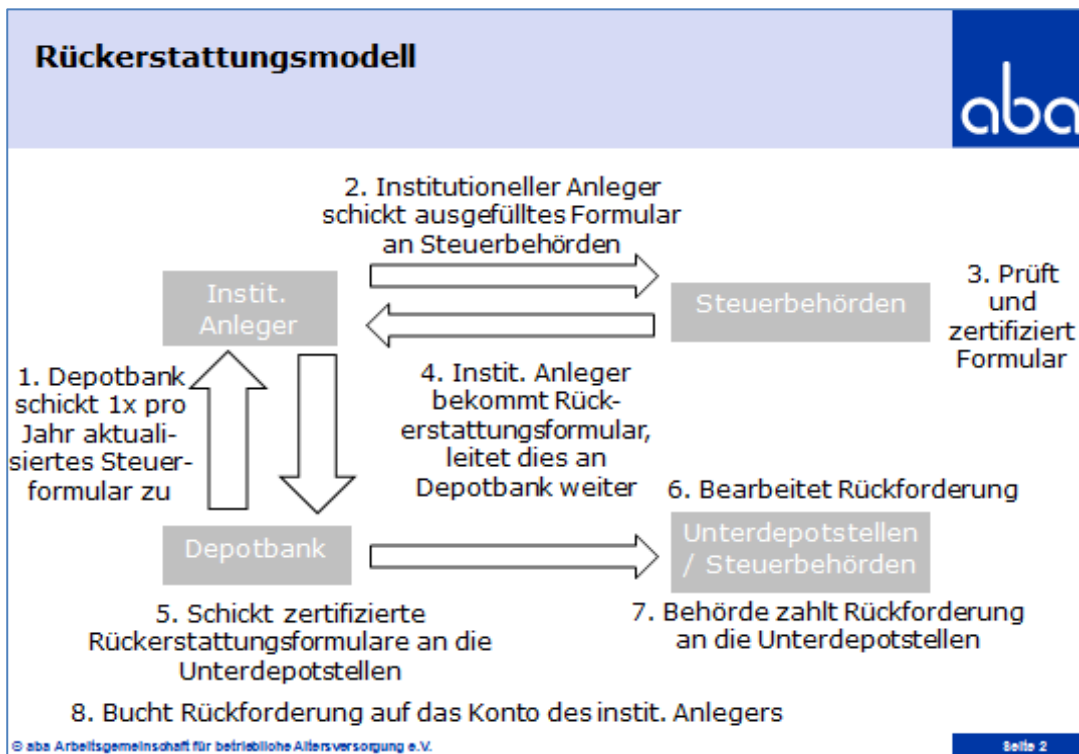 Rückerstattungsmodell
aba
2. Institutioneller Anleger
schickt ausgefülltes Formular
an Steuerbehörden
Instit.
Anleger
Steuerbehörden
3. Prüft
und
zertifiziert
Formular
1. Depotbank
schickt 1x pro
Jahr aktuali-
siertes Steuer-
formular zu
4. Instit. Anleger
bekommt Rück-
erstattungsformular,
leitet dies an
Depotbank weiter
6. Bearbeitet Rückforderung
Depotbank
Unterdepotstellen
/ Steuerbehörden
5. Schickt zertifizierte
Rückerstattungsformulare an die
Unterdepotstellen
7. Behörde zahlt Rückforderung
an die Unterdepotstellen
8. Bucht Rückforderung auf das Konto des instit. Anlegers
© aba Arbeitsgemeinschaft für betriebliche Altersversorgung e.V.
Seite 2